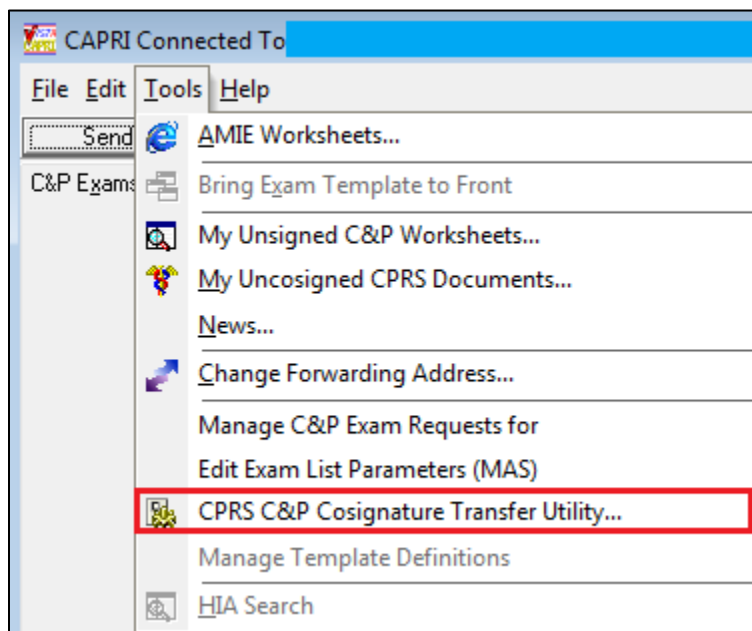 CAPRI Connected To
File Edit Tools Help
Send
AMIE Worksheets...
C&P Exams
Bring Exam Template to Front
My Unsigned C&P Worksheets...
My Uncosigned CPRS Documents...
News...
Change Forwarding Address...
Manage C&P Exam Requests for
Edit Exam List Parameters (MAS)
CPRS C&P Cosignature Transfer Utility...
Manage Template Definitions
HIA Search